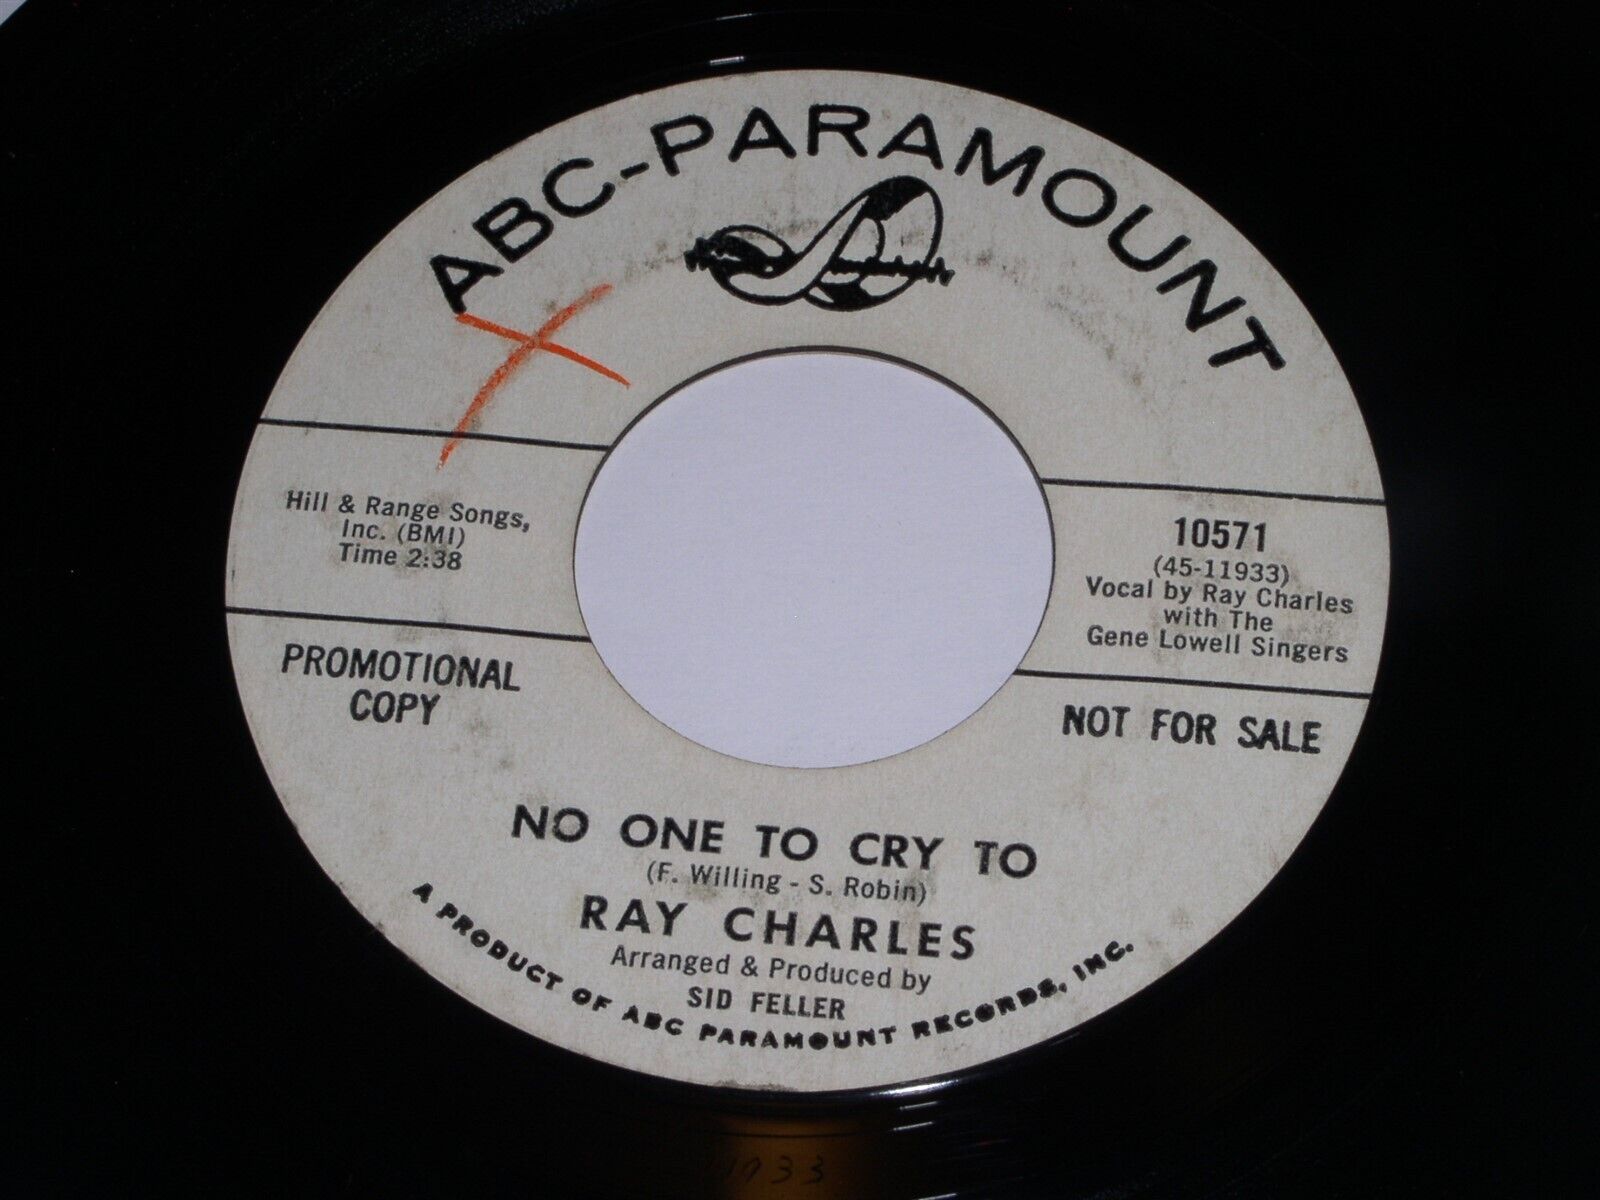 ABC-PARAMOUNT
Hill & Range Songs,
Inc. (BMI)
Time 2:38
10571
(45-11933)
Vocal by Ray Charles
with The
Gene Lowell Singers
PROMOTIONAL
COPY
NOT FOR SALE
NO ONE TO CRY TO
(F. Willing - S. Robin)
RAY CHARLES
Arranged & Produced by
SID FELLER
A PRODUCT OF ABC PARAMOUNT RECORDS, INC.